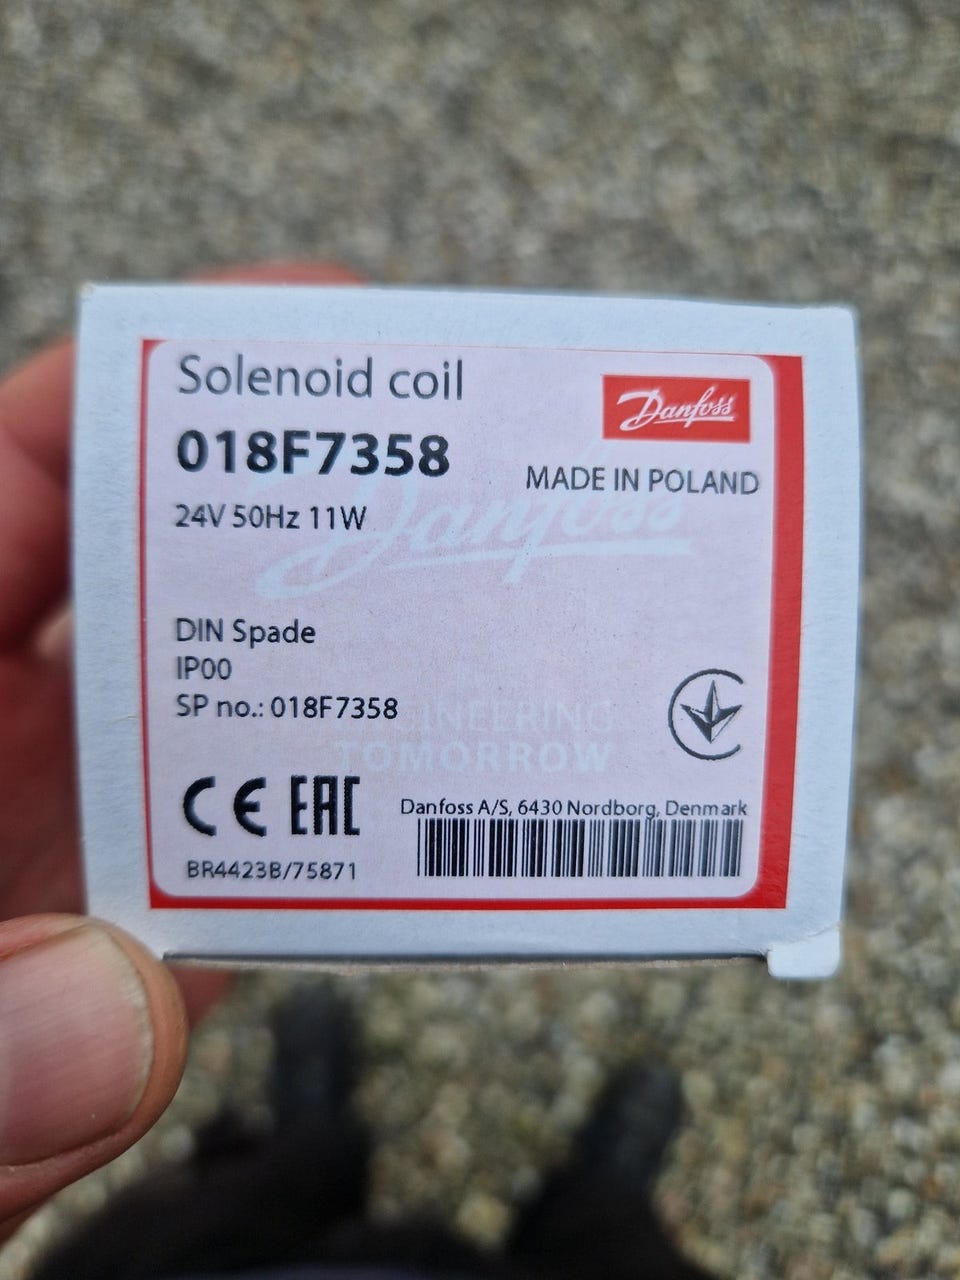 Solenoid coil
Danfoss
018F7358
MADE IN POLAND
24V 50Hz 11W
Danfoss
DIN Spade
IP00
SP no.: 018F7358
ENGINEERING
TOMORROW
CE EAC
Danfoss A/S, 6430 Nordborg, Denmark
BR4423B/75871